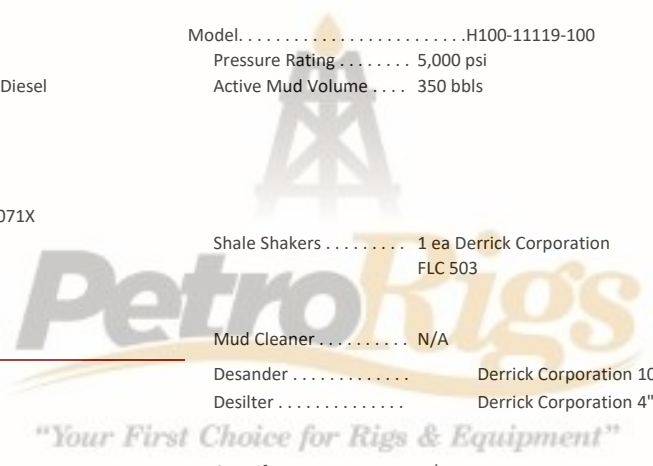 Model. . . . . . . . . . . . . . . . . . . . . . . . .H100-11119-100
Pressure Rating . . . . . . . . 5,000 psi
Diesel
Active Mud Volume . . . . 350 bbls
071X
Shale Shakers . . . . . . . . . 1 ea Derrick Corporation
FLC 503
PetroRigs
Mud Cleaner . . . . . . . . . . N/A
Desander . . . . . . . . . . . . . Derrick Corporation 10
Desilter . . . . . . . . . . . . . . Derrick Corporation 4"
"Your First Choice for Rigs & Equipment"